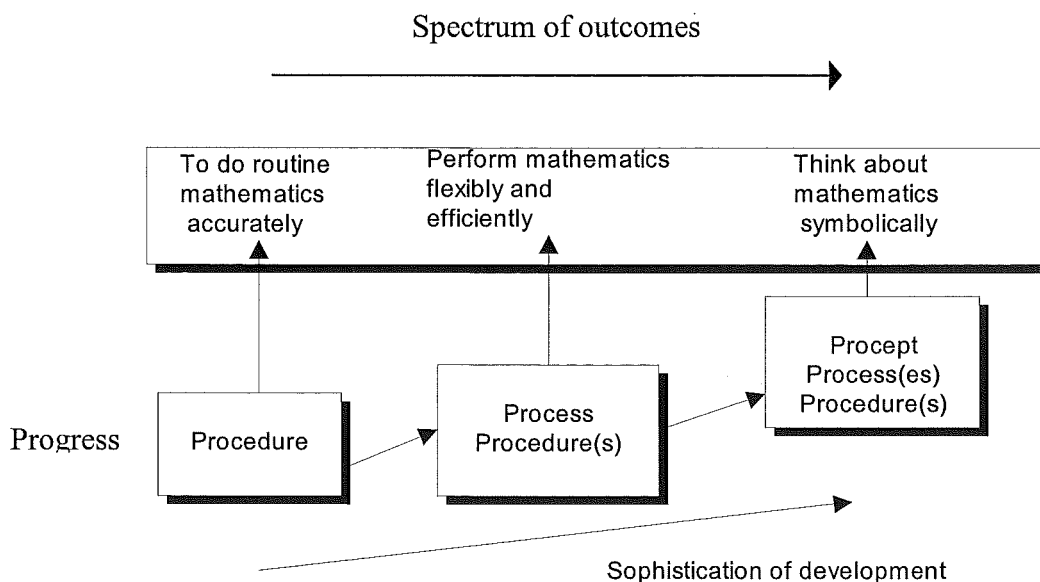 Spectrum of outcomes
To do routine
mathematics
accurately
Perform mathematics
flexibly and
efficiently
Think about
mathematics
symbolically
Progress
Procedure
Process
Procedure(s)
Procept
Process(es)
Procedure(s)
Sophistication of development